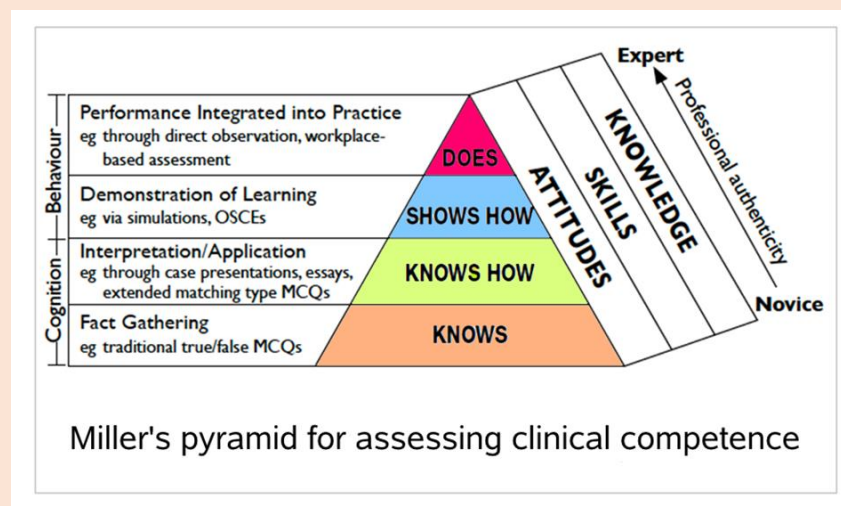 Behaviour
Performance Integrated into Practice
eg through direct observation, workplace-
based assessment
DOES
Demonstration of Learning
eg via simulations, OSCEs
SHOWS HOW
Cognition
Interpretation/Application
eg through case presentations, essays,
extended matching type MCQs
KNOWS HOW
Fact Gathering
eg traditional true/false MCQs
KNOWS
ATTITUDES
SKILLS
KNOWLEDGE
Expert
Professional authenticity
Novice
Miller's pyramid for assessing clinical competence